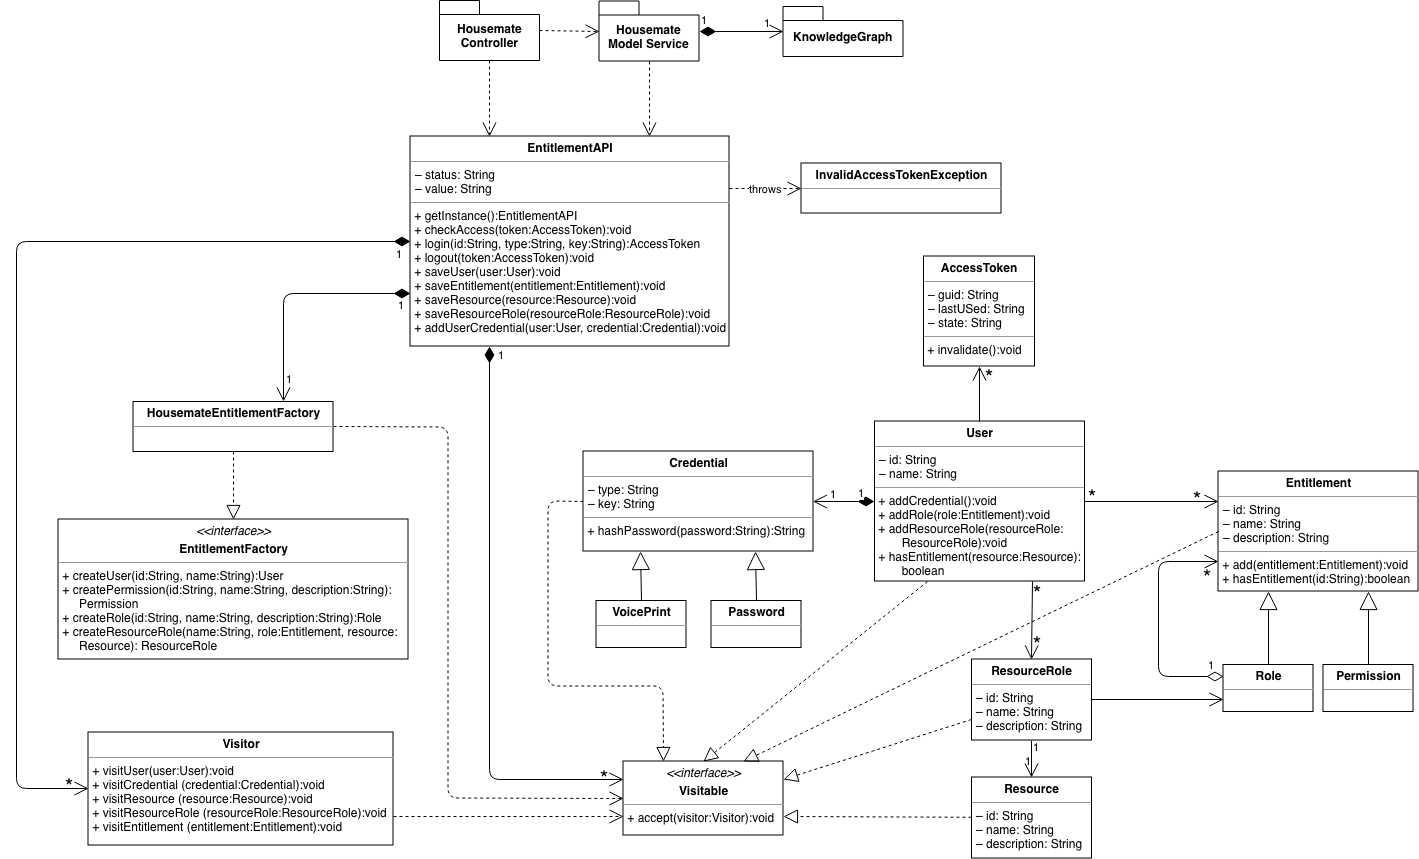 Housemate
Controller
Housemate
Model Service
1
1
KnowledgeGraph
EntitlementAPI
– status: String
– value: String
+ getInstance():EntitlementAPI
+ checkAccess(token:AccessToken):void
+ login(id:String, type:String, key:String):AccessToken
+ logout(token:AccessToken):void
+ saveUser(user:User):void
+ saveEntitlement(entitlement:Entitlement):void
+ saveResource(resource:Resource):void
+ saveResourceRole(resourceRole:ResourceRole):void
+ addUserCredential(user:User, credential:Credential):void
throws
InvalidAccessTokenException
1
1
1
1
AccessToken
– guid: String
– lastUSed: String
– state: String
+ invalidate():void
*
HousemateEntitlementFactory
<<interface>>
EntitlementFactory
+ createUser(id:String, name:String):User
+ createPermission(id:String, name:String, description:String):
Permission
+ createRole(id:String, name:String, description:String):Role
+ createResourceRole(name:String, role:Entitlement, resource:
Resource): ResourceRole
Credential
– type: String
– key: String
+ hashPassword(password:String):String
1
1
VoicePrint
Password
User
– id: String
– name: String
+ addCredential():void
+ addRole(role:Entitlement):void
+ addResourceRole(resourceRole:
ResourceRole):void
+ hasEntitlement(resource:Resource):
boolean
*
*
*
*
Entitlement
– id: String
– name: String
– description: String
+ add(entitlement:Entitlement):void
+ hasEntitlement(id:String):boolean
*
1
Role
Permission
ResourceRole
– id: String
– name: String
– description: String
1
1
Resource
– id: String
– name: String
– description: String
Visitor
+ visitUser(user:User):void
+ visitCredential (credential:Credential):void
+ visitResource (resource:Resource):void
+ visitResourceRole (resourceRole:ResourceRole):void
+ visitEntitlement (entitlement:Entitlement):void
*
*
<<interface>>
Visitable
+ accept(visitor:Visitor):void